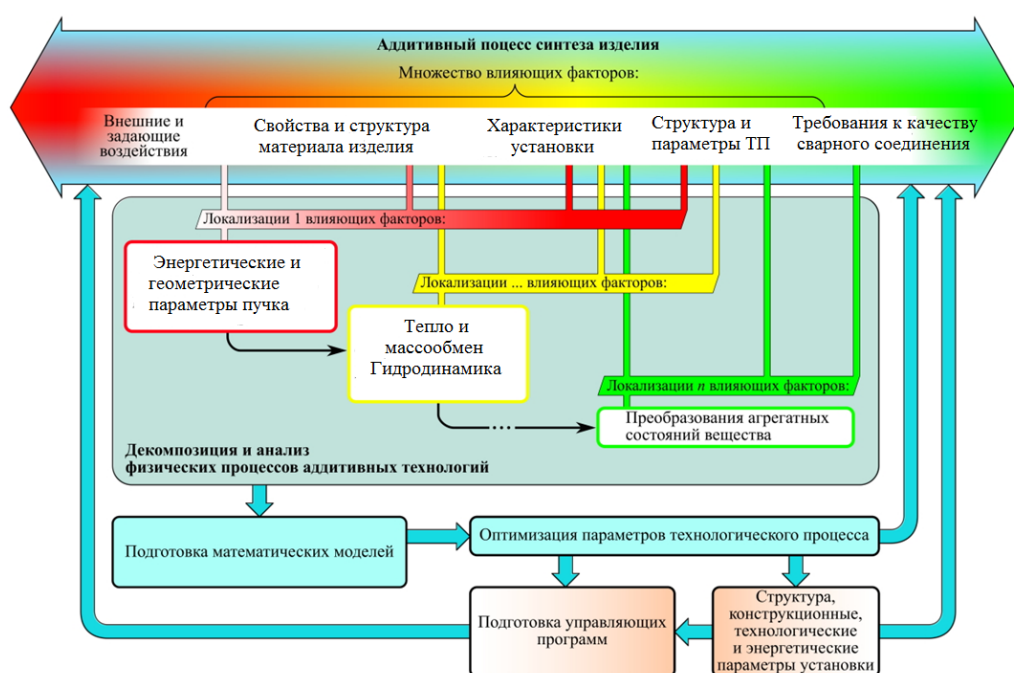 Аддитивный поцесс синтеза изделия
Множество влияющих факторов:
Внешние и
задающие
воздействия
Свойства и структура
материала изделия
Характеристики
установки
Структура и
параметры ТП
Требования к качеству
сварного соединения
Локализации 1 влияющих факторов:
Энергетические и
геометрические
параметры пучка
Локализации ... влияющих факторов:
Тепло и
массообмен
Гидродинамика
Локализации n влияющих факторов:
...
Преобразования агрегатных
состояний вещества
Декомпозиция и анализ
физических процессов аддитивных технологий
Подготовка математических моделей
Оптимизация параметров технологического процесса
Подготовка управляющих
программ
Структура,
конструкционные,
технологические
и энергетические
параметры установки